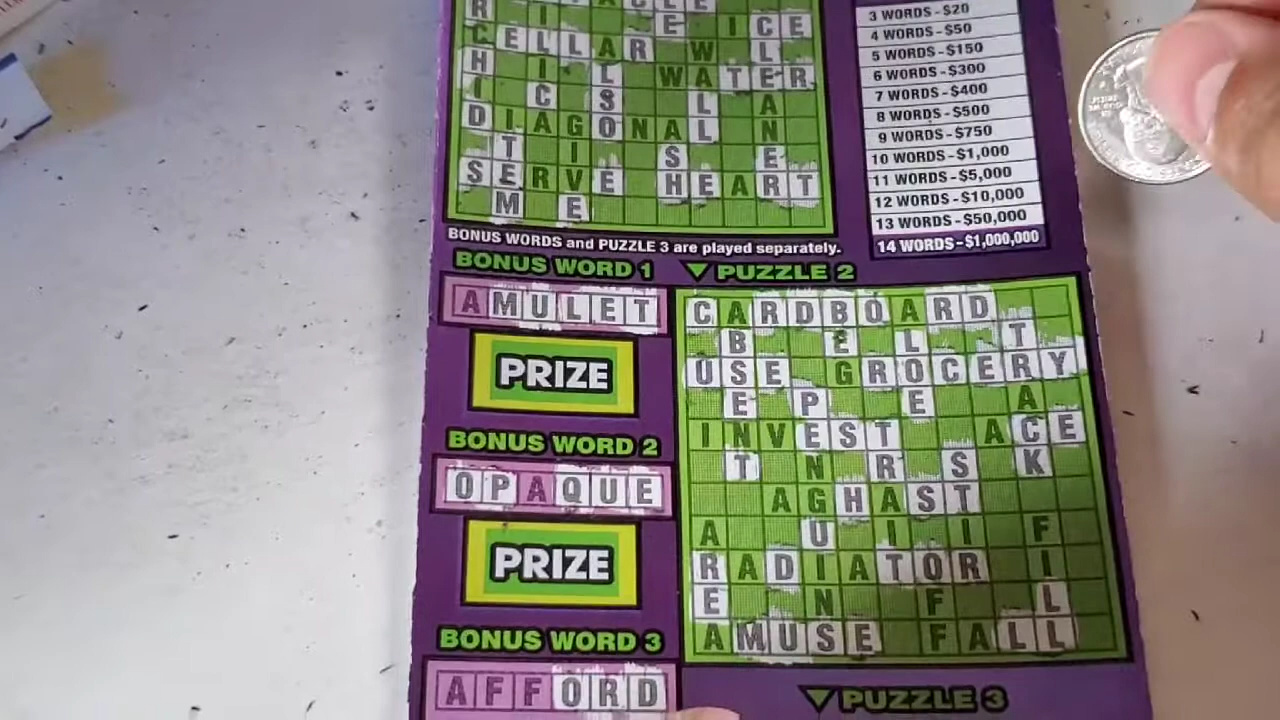 ICE
CELLAR
WATER
DIAGONAL
SERVE HEART
3 WORDS - $20
4 WORDS - $50
5 WORDS - $150
6 WORDS - $300
7 WORDS - $400
8 WORDS - $500
9 WORDS - $750
10 WORDS - $1,000
11 WORDS - $5,000
12 WORDS - $10,000
13 WORDS - $50,000
14 WORDS - $1,000,000
BONUS WORDS and PUZZLE 3 are played separately.
BONUS WORD 1
AMULET
PRIZE
BONUS WORD 2
OPAQUE
PRIZE
BONUS WORD 3
AFFORD
PUZZLE 2
CARDBOARD
B E L T
USE GROCERY
E P E A
INVEST ACE
T N R S K
AGHAST
A U I I F
RADIATOR I
E N F L
AMUSE FALL
PUZZLE 3